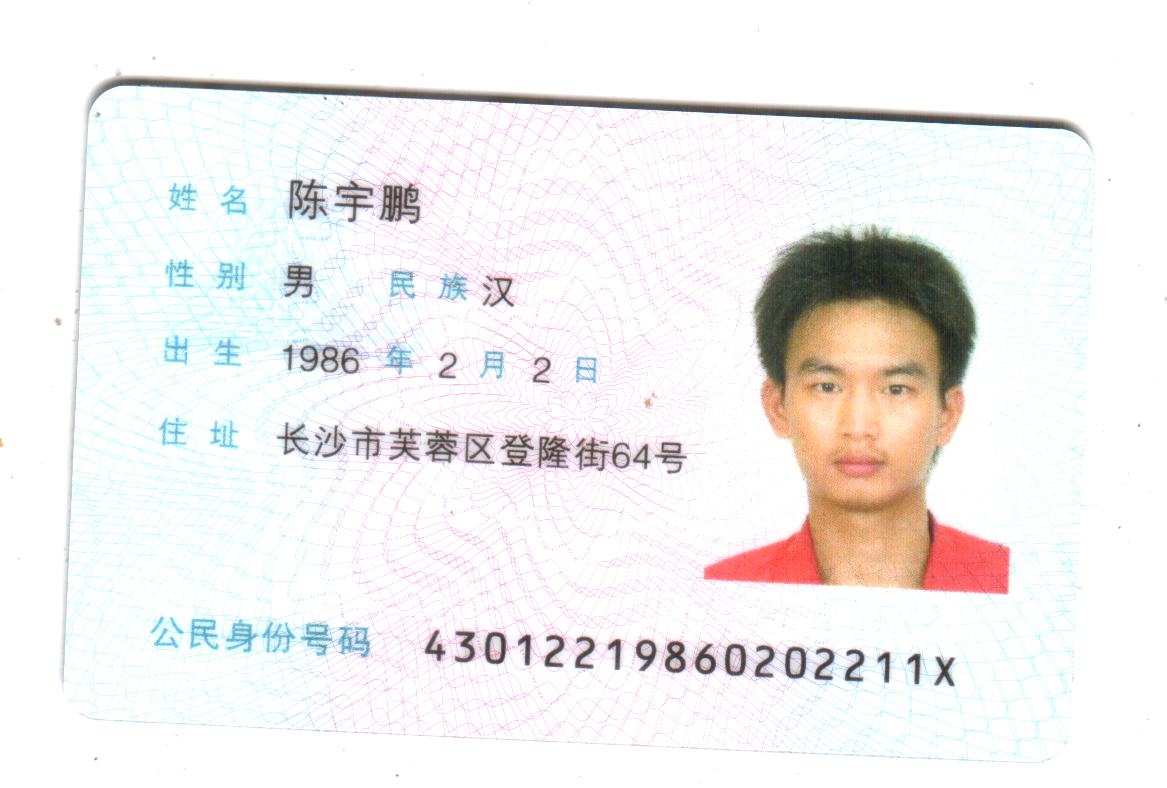 姓名 陈宇鹏
性别 男 民族 汉
出生 1986 年 2 月 2 日
住址 长沙市芙蓉区登隆街64号
公民身份号码 43012219860202211X